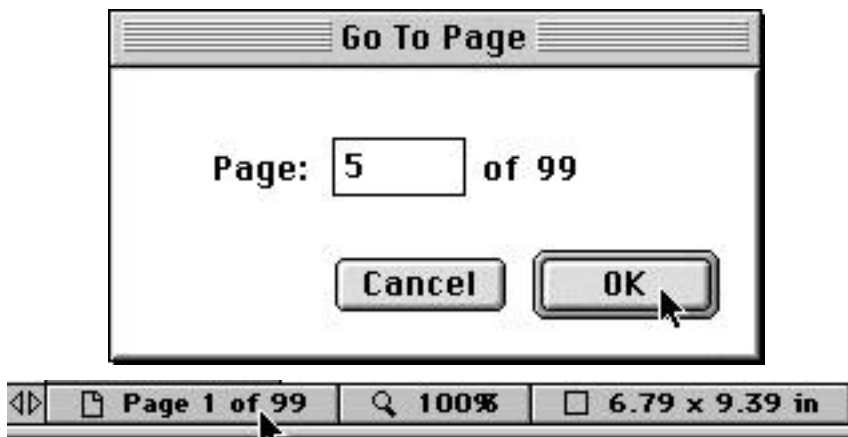 Go To Page
Page: 5 of 99
Cancel OK
Page 1 of 99 100% 6.79 x 9.39 in